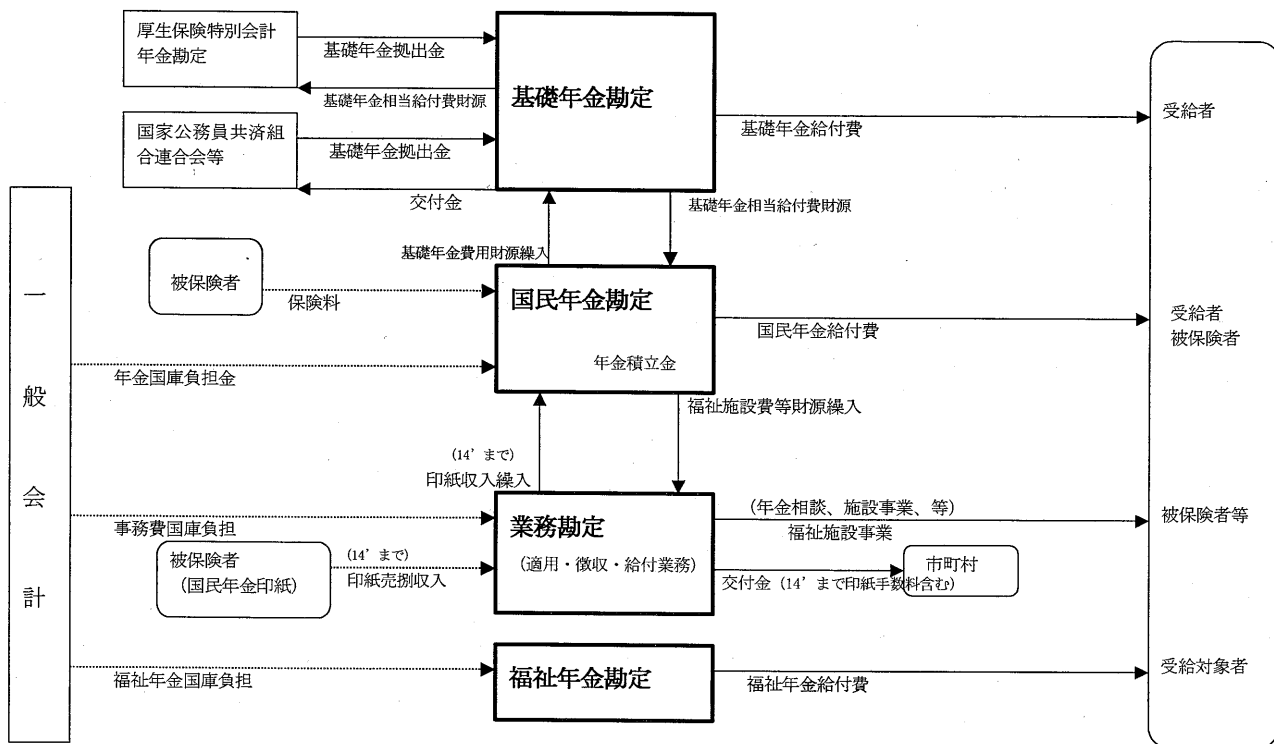 厚生保険特別会計
年金勘定
基礎年金拠出金
基礎年金相当給付費財源
国家公務員共済組
合連合会等
基礎年金拠出金
交付金
基礎年金勘定
基礎年金給付費
受給者
基礎年金費用財源繰入
基礎年金相当給付費財源
一般会計
被保険者
保険料
国民年金勘定
年金積立金
国民年金給付費
受給者
被保険者
年金国庫負担金
福祉施設費等財源繰入
(14’まで)
印紙収入繰入
事務費国庫負担
業務勘定
(適用・徴収・給付業務)
(年金相談、施設事業、等)
福祉施設事業
被保険者等
被保険者
(国民年金印紙)
(14’まで)
印紙売捌収入
交付金(14’まで印紙手数料含む)
市町村
福祉年金国庫負担
福祉年金勘定
福祉年金給付費
受給対象者